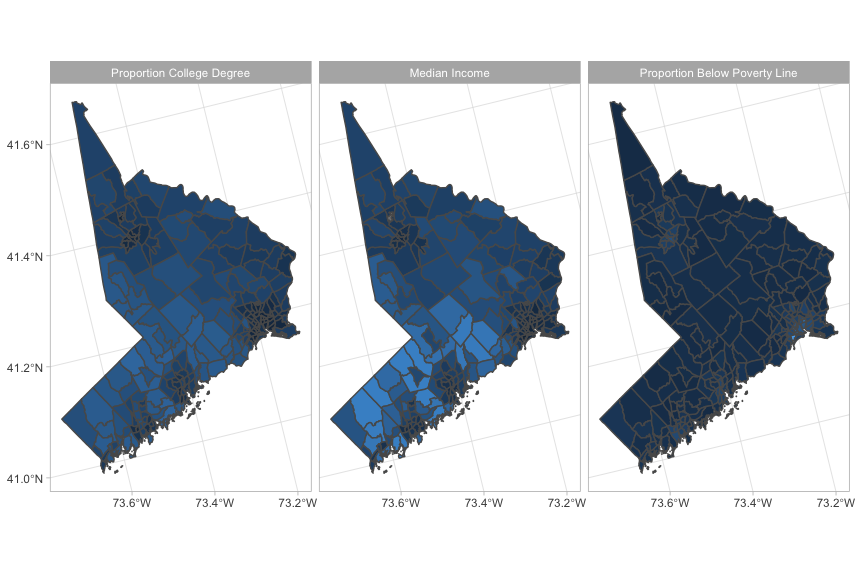 Proportion College Degree
Median Income
Proportion Below Poverty Line
41.6°N
41.4°N
41.2°N
41.0°N
73.6°W 73.4°W 73.2°W 73.6°W 73.4°W 73.2°W 73.6°W 73.4°W 73.2°W